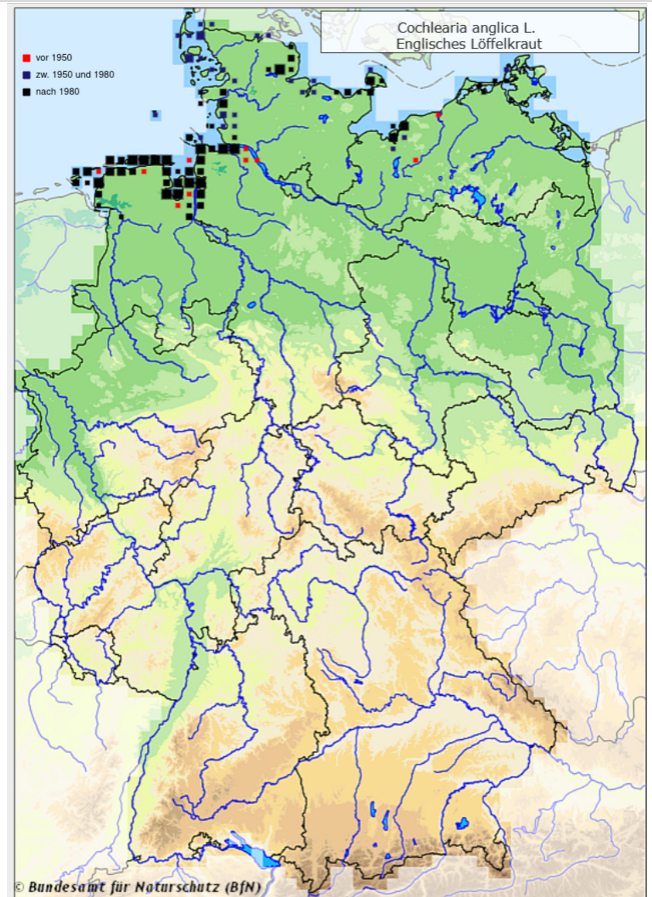 Cochlearia anglica L.
Englisches Löffelkraut
vor 1950
zw. 1950 und 1980
nach 1980
© Bundesamt für Naturschutz (BfN)